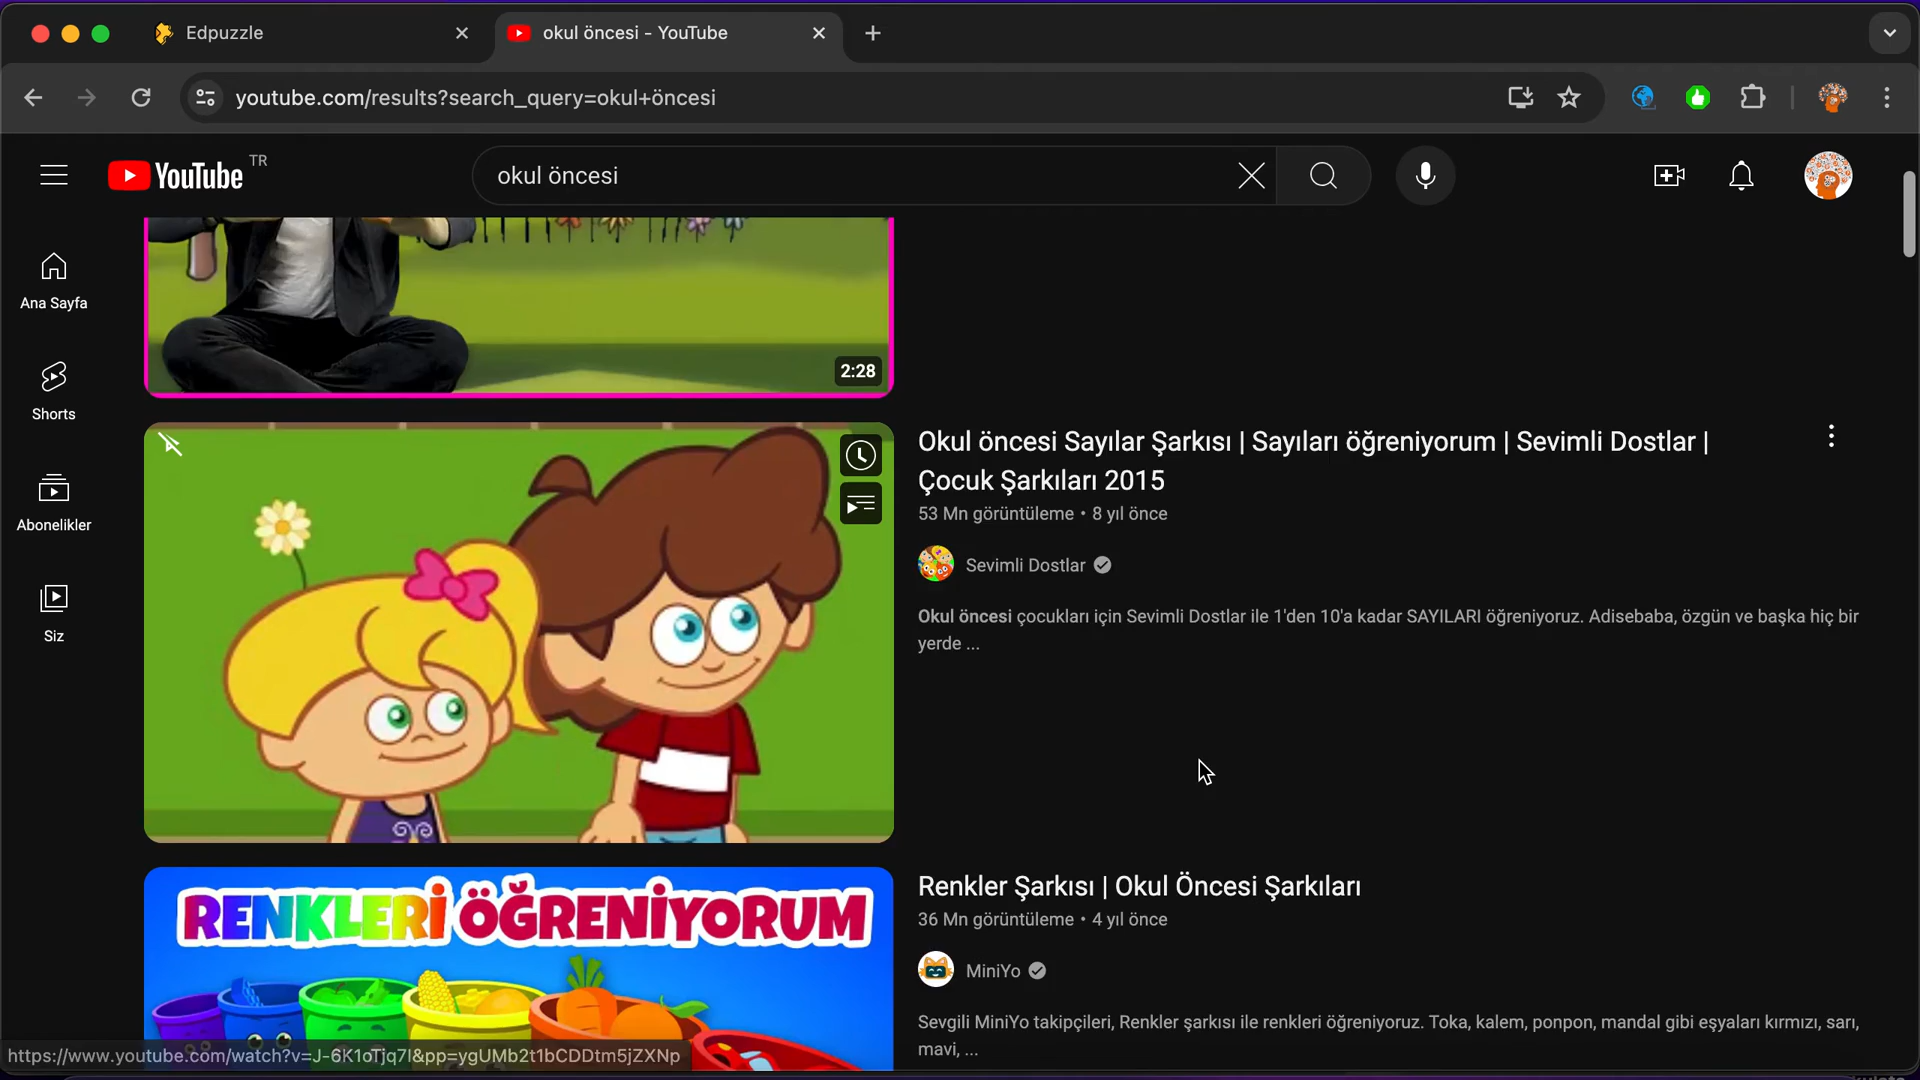 Edpuzzle
okul öncesi - YouTube
youtube.com/results?search_query=okul+öncesi
YouTube TR
okul öncesi
Ana Sayfa
Shorts
Abonelikler
Siz
2:28
Okul öncesi Sayılar Şarkısı | Sayıları öğreniyorum | Sevimli Dostlar |
Çocuk Şarkıları 2015
53 Mn görüntüleme • 8 yıl önce
Sevimli Dostlar
Okul öncesi çocukları için Sevimli Dostlar ile 1'den 10'a kadar SAYILARI öğreniyoruz. Adisebaba, özgün ve başka hiç bir
yerde ...
RENKLERİ ÖĞRENİYORUM
Renkler Şarkısı | Okul Öncesi Şarkıları
36 Mn görüntüleme • 4 yıl önce
MiniYo
Sevgili MiniYo takipçileri, Renkler şarkısı ile renkleri öğreniyoruz. Toka, kalem, ponpon, mandal gibi eşyaları kırmızı, sarı,
mavi, ...
https://www.youtube.com/watch?v=J-6K1oTjq7I&pp=ygUMb2t1bCDDtm5jZXNp